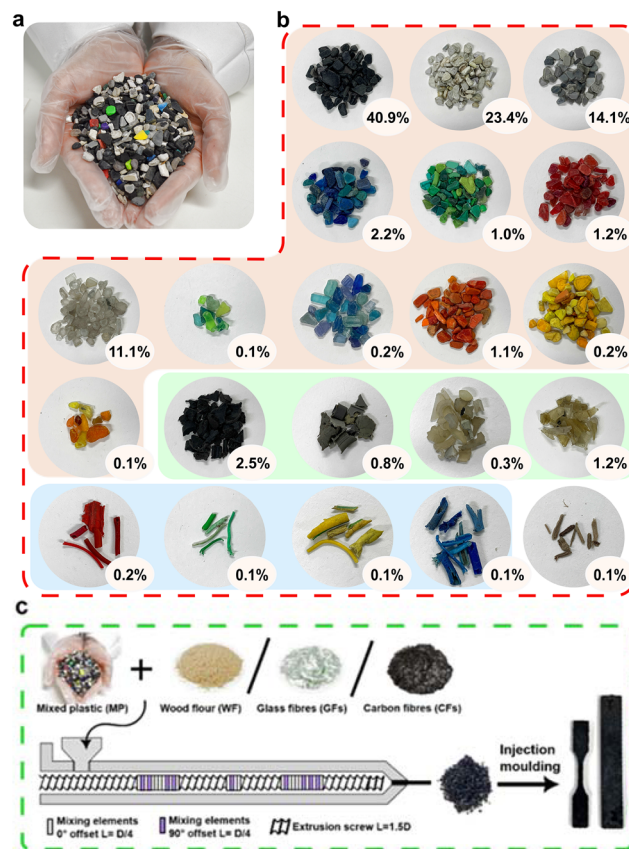 a
b
40.9%
23.4%
14.1%
2.2%
1.0%
1.2%
11.1%
0.1%
0.2%
1.1%
0.2%
0.1%
2.5%
0.8%
0.3%
1.2%
0.2%
0.1%
0.1%
0.1%
0.1%
c
Mixed plastic (MP)
+
Wood flour (WF)
/
Glass fibres (GFs)
/
Carbon fibres (CFs)
Injection
moulding
Mixing elements
0° offset L= D/4
Mixing elements
90° offset L= D/4
Extrusion screw L=1.5D